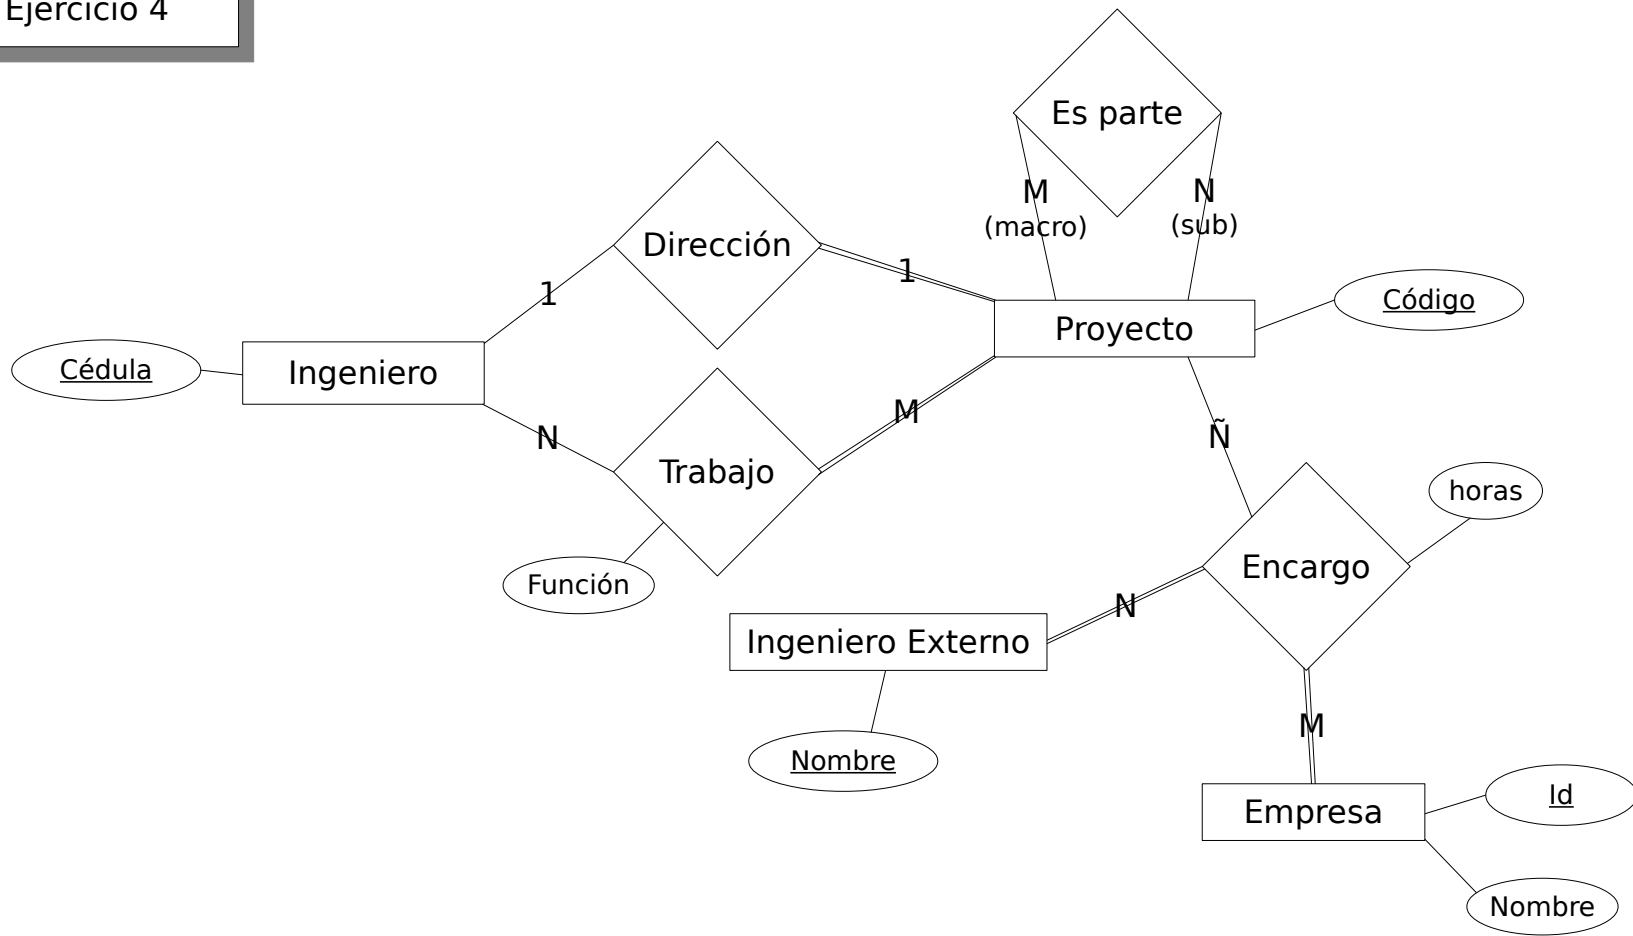 Ejercicio 4
Es parte
M
(macro)
N
(sub)
Dirección
1
1
Código
Proyecto
Cédula
Ingeniero
N
M
Ñ
Trabajo
horas
Encargo
Función
N
Ingeniero Externo
M
Nombre
Id
Empresa
Nombre